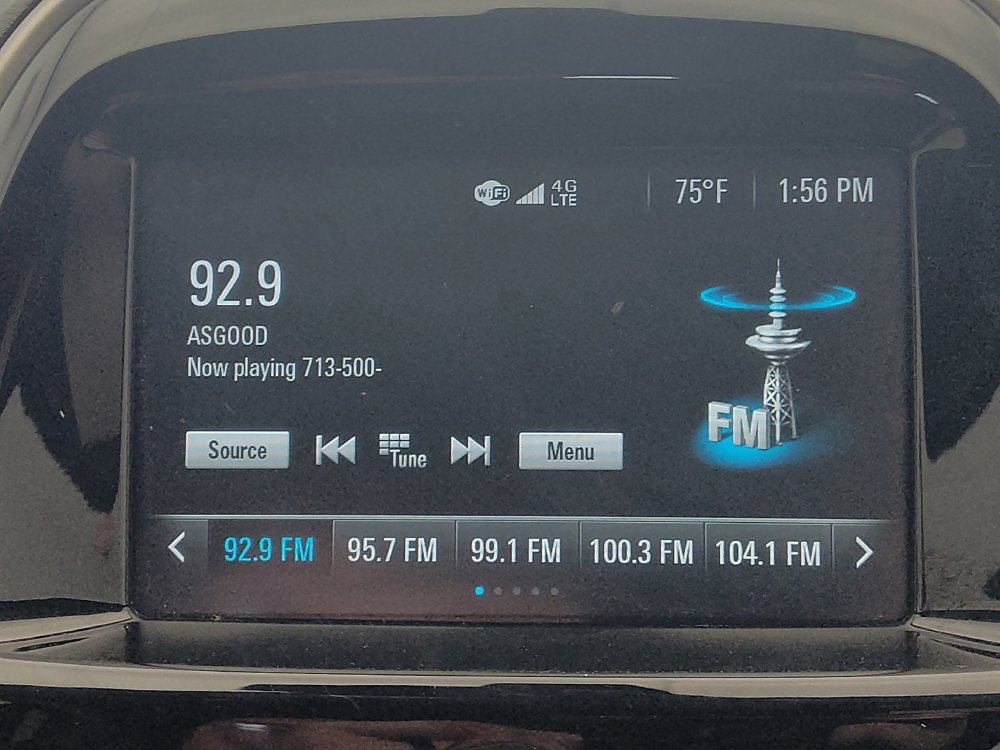 WiFi 4G LTE 75°F 1:56 PM
92.9
ASGOOD
Now playing 713-500-
FM
Source Tune Menu
92.9 FM 95.7 FM 99.1 FM 100.3 FM 104.1 FM